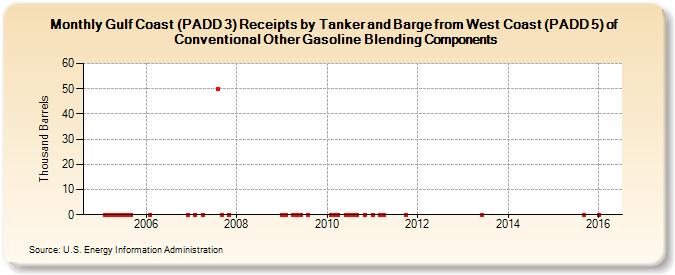 Monthly Gulf Coast (PADD 3) Receipts by Tanker and Barge from West Coast (PADD 5) of
Conventional Other Gasoline Blending Components
Thousand Barrels
60
50
40
30
20
10
0
2006 2008 2010 2012 2014 2016
Source: U.S. Energy Information Administration